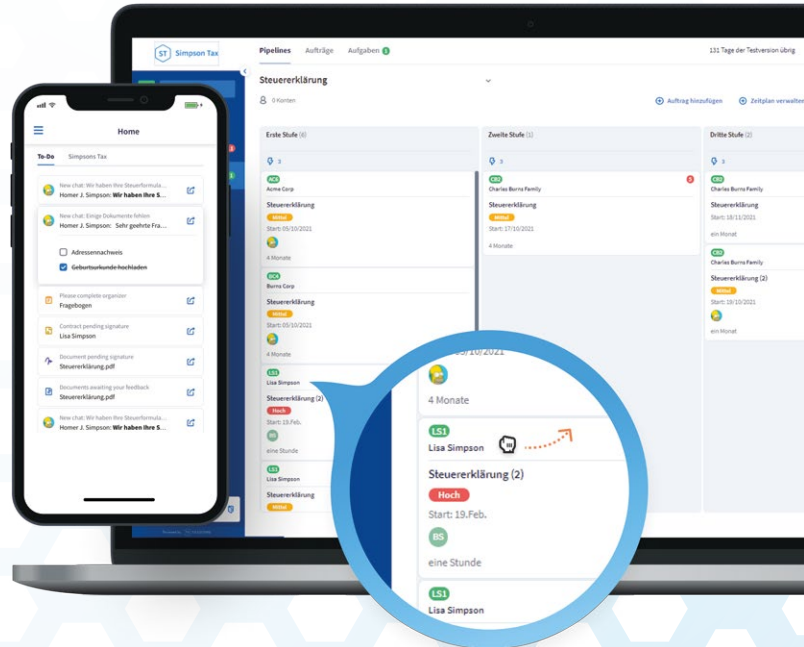 ST Simpson Tax
Pipelines Aufträge Aufgaben 1
131 Tage der Testversion übrig
Steuererklärung
0 Konten
Auftrag hinzufügen Zeitplan verwalten
Erste Stufe (6)
3
AC6
Acme Corp
Steuererklärung
Mittel
Start: 05/10/2021
4 Monate
BC6
Burns Corp
Steuererklärung
Mittel
Start: 05/10/2021
4 Monate
LS1
Lisa Simpson
Steuererklärung (2)
Hoch
Start: 19.Feb.
BS
eine Stunde
LS1
Lisa Simpson
Steuererklärung
Mittel
Zweite Stufe (1)
3
CB2
Charles Burns Family
3
Steuererklärung
Mittel
Start: 17/10/2021
4 Monate
Dritte Stufe (2)
3
CB2
Charles Burns Family
Steuererklärung
Start: 18/11/2021
ein Monat
CB2
Charles Burns Family
Steuererklärung (2)
Mittel
Start: 19/10/2021
ein Monat
Home
To-Do Simpsons Tax
New chat: Wir haben Ihre Steuerformula...
Homer J. Simpson: Wir haben Ihre S...
New chat: Einige Dokumente fehlen
Homer J. Simpson: Sehr geehrte Fra...
Adressennachweis
Geburtsurkunde hochladen
Please complete organizer
Fragebogen
Contract pending signature
Lisa Simpson
Document pending signature
Steuererklärung.pdf
Documents awaiting your feedback
Steuererklärung.pdf
New chat: Wir haben Ihre Steuerformula...
Homer J. Simpson: Wir haben Ihre S...
4 Monate
LS1
Lisa Simpson
Steuererklärung (2)
Hoch
Start: 19.Feb.
BS
eine Stunde
LS1
Lisa Simpson